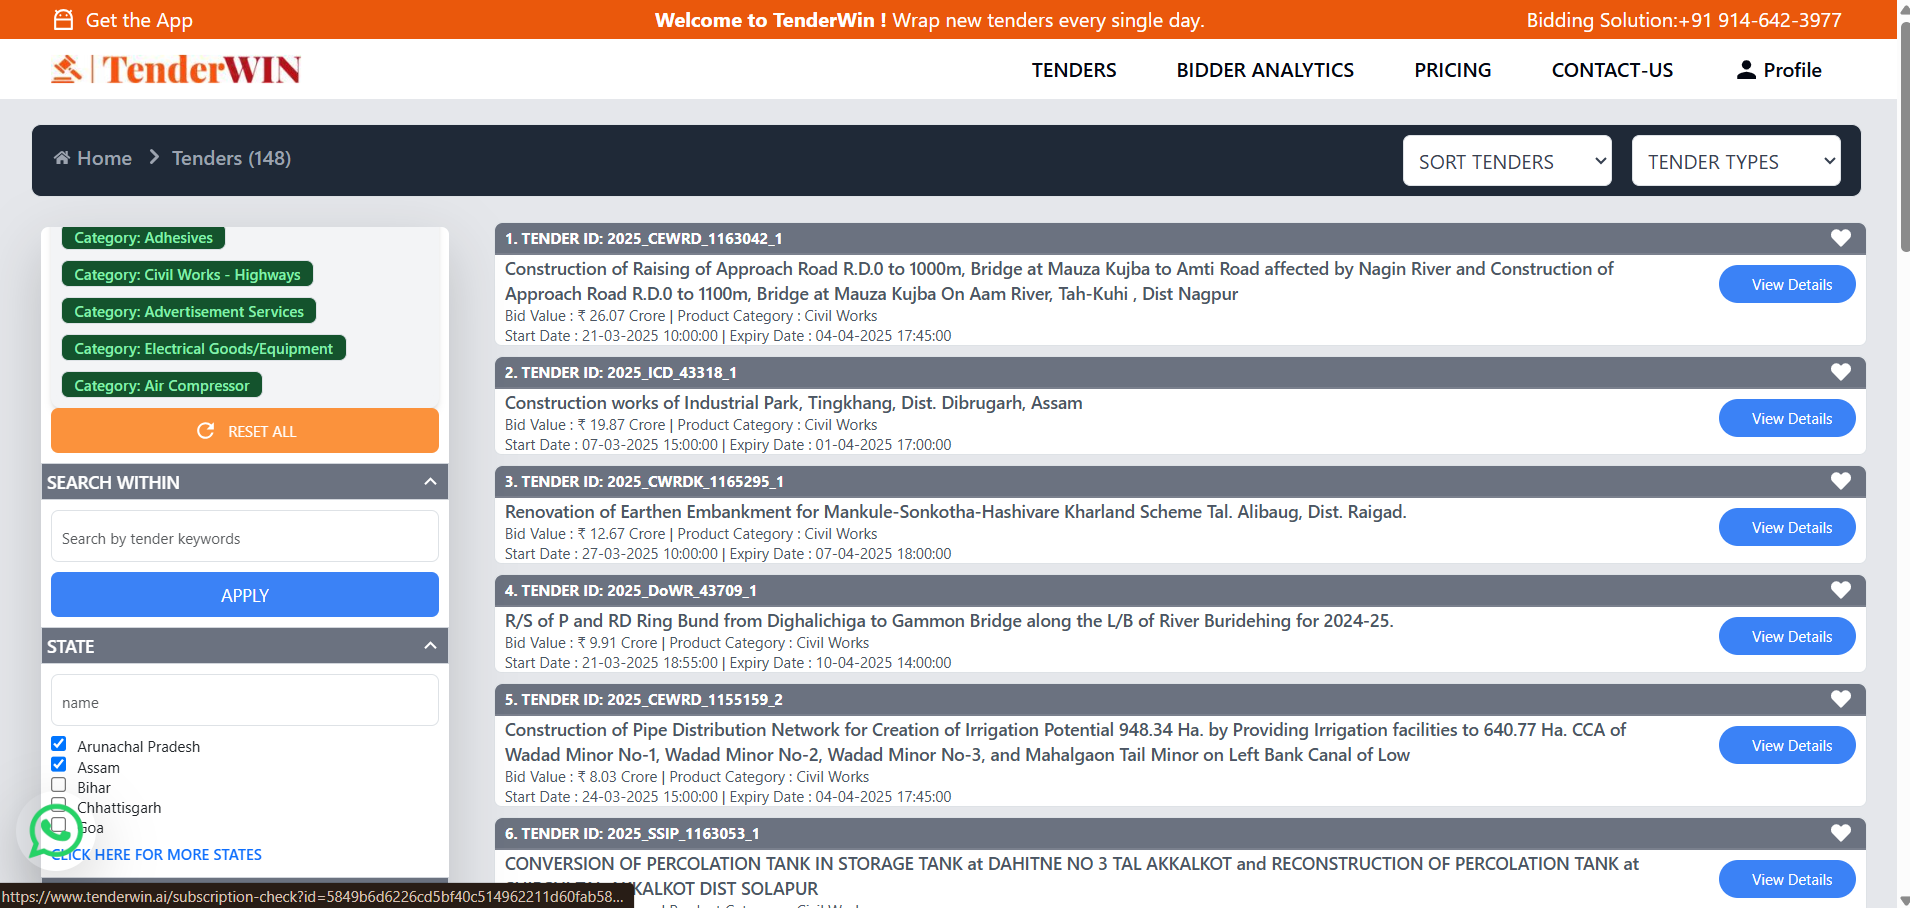 Get the App
Welcome to TenderWin ! Wrap new tenders every single day.
Bidding Solution:+91 914-642-3977
TenderWIN
TENDERS
BIDDER ANALYTICS
PRICING
CONTACT-US
Profile
Home
Tenders (148)
SORT TENDERS
TENDER TYPES
Category: Adhesives
Category: Civil Works - Highways
Category: Advertisement Services
Category: Electrical Goods/Equipment
Category: Air Compressor
RESET ALL
SEARCH WITHIN
Search by tender keywords
APPLY
STATE
name
Arunachal Pradesh
Assam
Bihar
Chhattisgarh
Goa
CLICK HERE FOR MORE STATES
1. TENDER ID: 2025_CEWRD_1163042_1
Construction of Raising of Approach Road R.D.0 to 1000m, Bridge at Mauza Kujba to Amti Road affected by Nagin River and Construction of
Approach Road R.D.0 to 1100m, Bridge at Mauza Kujba On Aam River, Tah-Kuhi , Dist Nagpur
Bid Value : ₹ 26.07 Crore | Product Category : Civil Works
Start Date : 21-03-2025 10:00:00 | Expiry Date : 04-04-2025 17:45:00
View Details
2. TENDER ID: 2025_ICD_43318_1
Construction works of Industrial Park, Tingkhang, Dist. Dibrugarh, Assam
Bid Value : ₹ 19.87 Crore | Product Category : Civil Works
Start Date : 07-03-2025 15:00:00 | Expiry Date : 01-04-2025 17:00:00
View Details
3. TENDER ID: 2025_CWRDK_1165295_1
Renovation of Earthen Embankment for Mankule-Sonkotha-Hashivare Kharland Scheme Tal. Alibaug, Dist. Raigad.
Bid Value : ₹ 12.67 Crore | Product Category : Civil Works
Start Date : 27-03-2025 10:00:00 | Expiry Date : 07-04-2025 18:00:00
View Details
4. TENDER ID: 2025_DoWR_43709_1
R/S of P and RD Ring Bund from Dighalichiga to Gammon Bridge along the L/B of River Buridehing for 2024-25.
Bid Value : ₹ 9.91 Crore | Product Category : Civil Works
Start Date : 21-03-2025 18:55:00 | Expiry Date : 10-04-2025 14:00:00
View Details
5. TENDER ID: 2025_CEWRD_1155159_2
Construction of Pipe Distribution Network for Creation of Irrigation Potential 948.34 Ha. by Providing Irrigation facilities to 640.77 Ha. CCA of
Wadad Minor No-1, Wadad Minor No-2, Wadad Minor No-3, and Mahalgaon Tail Minor on Left Bank Canal of Low
Bid Value : ₹ 8.03 Crore | Product Category : Civil Works
Start Date : 24-03-2025 15:00:00 | Expiry Date : 04-04-2025 17:45:00
View Details
6. TENDER ID: 2025_SSIP_1163053_1
CONVERSION OF PERCOLATION TANK IN STORAGE TANK at DAHITNE NO 3 TAL AKKALKOT and RECONSTRUCTION OF PERCOLATION TANK at
DIST SOLAPUR
View Details
https://www.tenderwin.ai/subscription-check?id=5849b6d6226cd5bf40c514962211d60fab58...